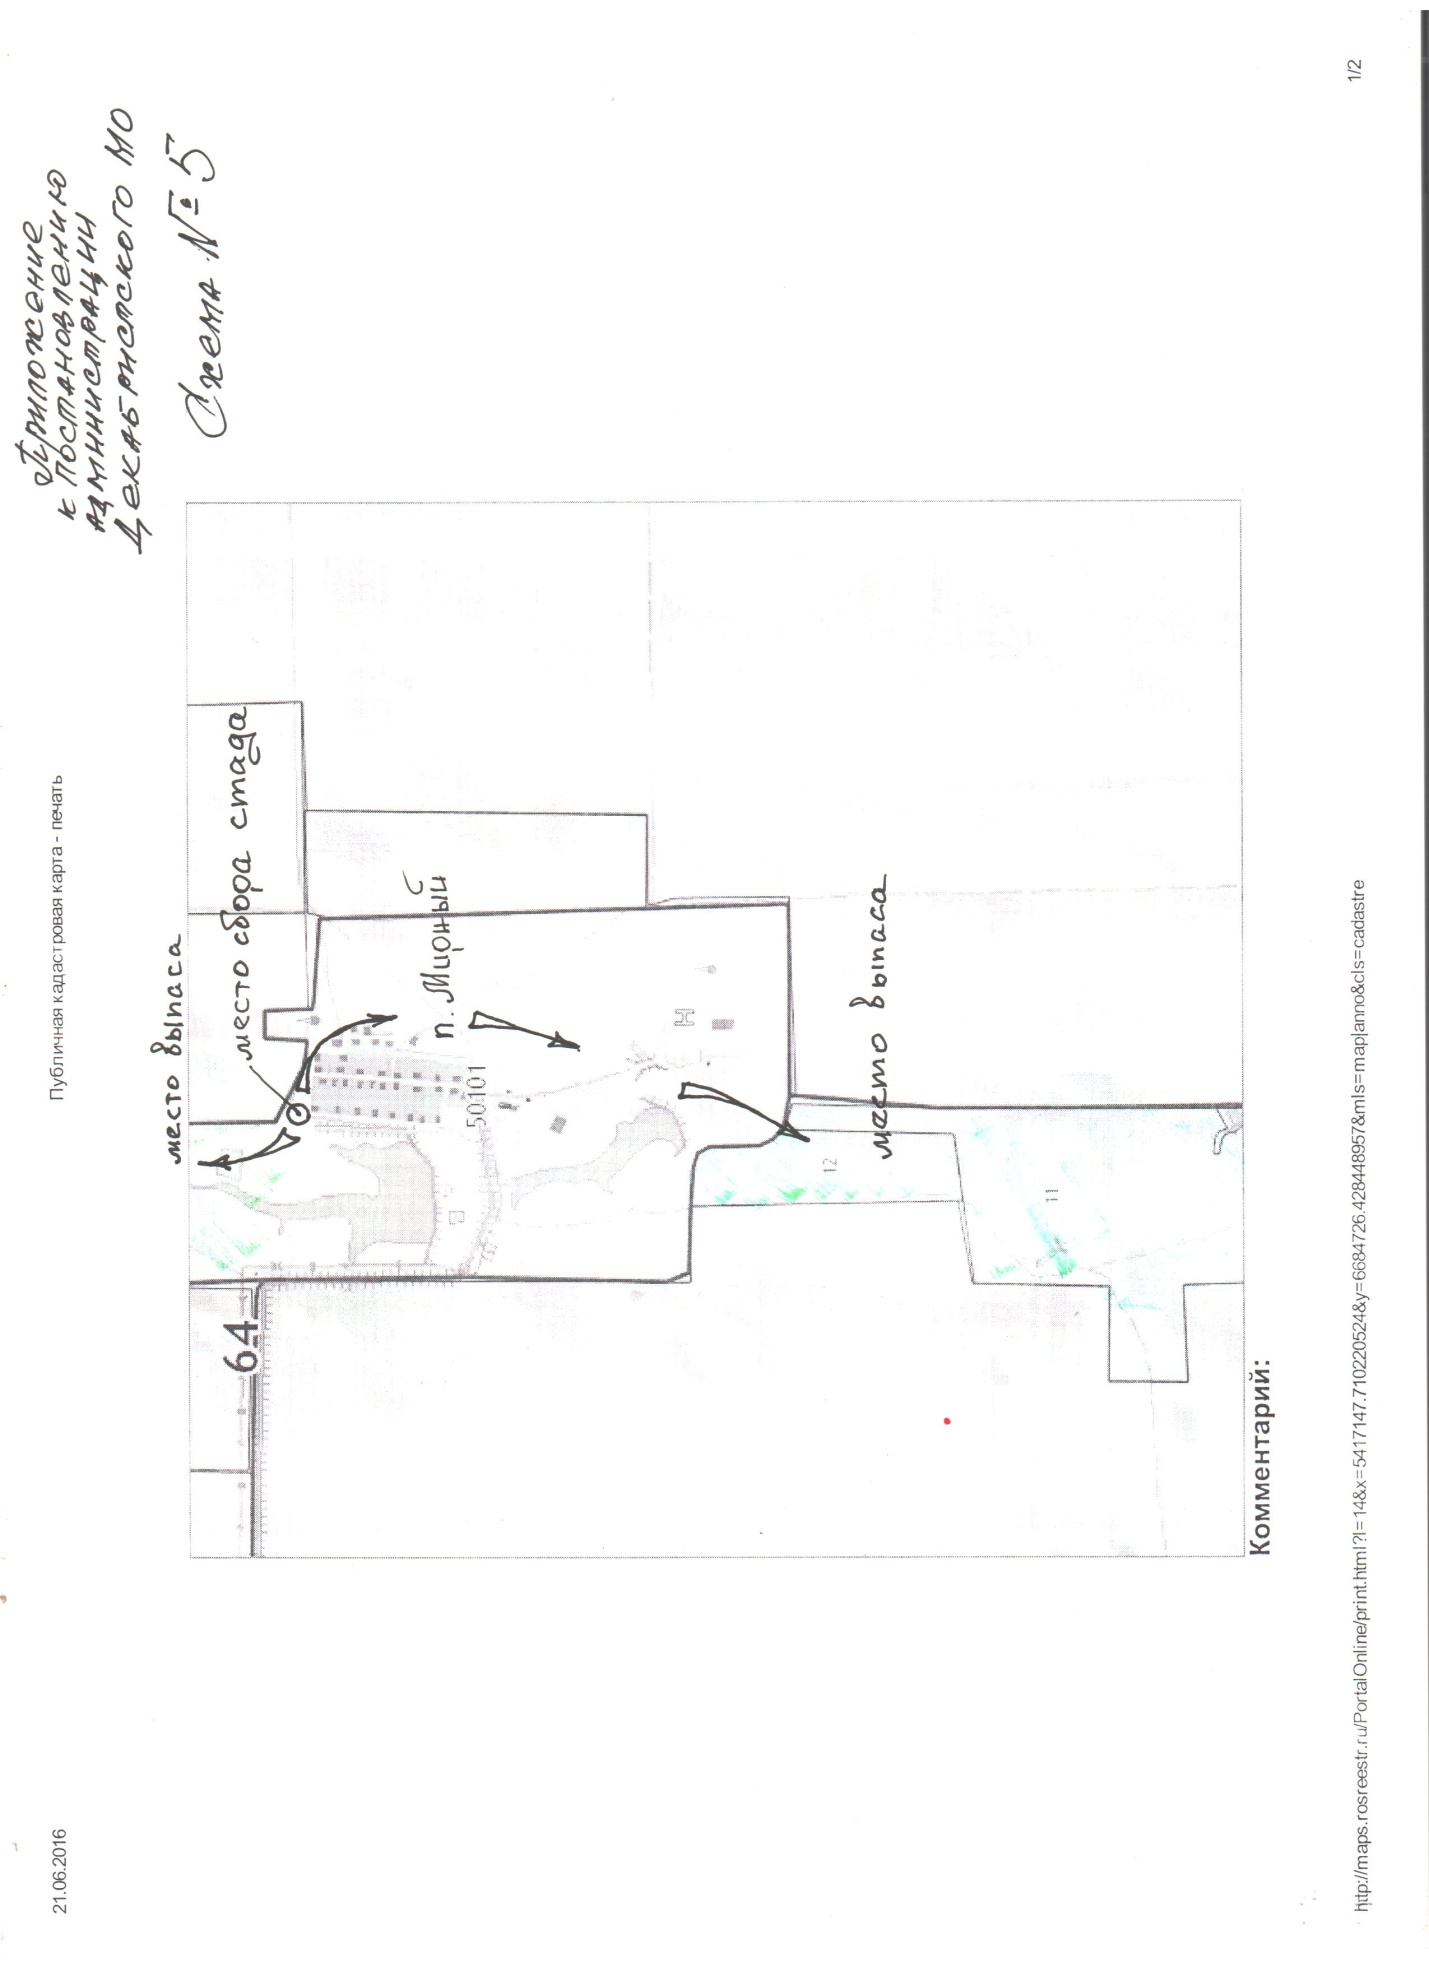 21.06.2016
Публичная кадастровая карта - печать
Приложение
к постановлению
администрации
Декабристского МО
Схема № 5
место выпаса
место сбора стада
64
п. Мирный
50101
Н
12
место выпаса
11
Комментарий:
http://maps.rosreestr.ru/PortalOnline/print.html?l=14&x=5417147.710220524&y=6684726.428448957&mls=map|anno&cls=cadastre
1/2